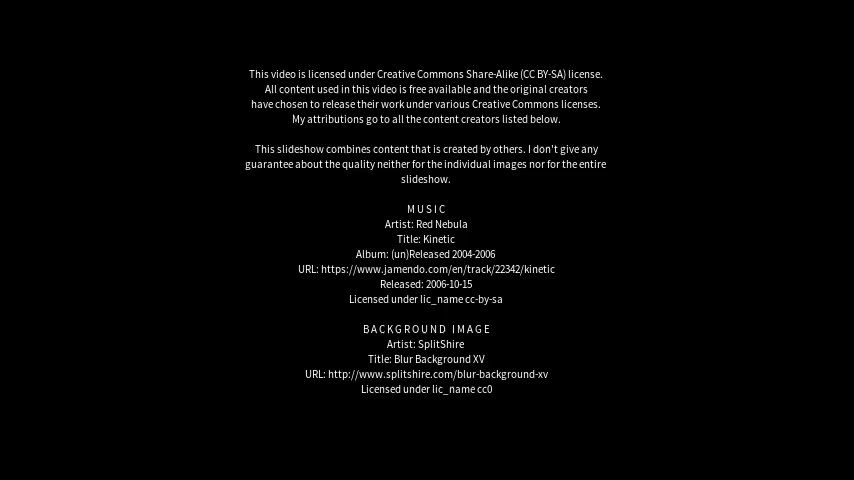 This video is licensed under Creative Commons Share-Alike (CC BY-SA) license.
All content used in this video is free available and the original creators
have chosen to release their work under various Creative Commons licenses.
My attributions go to all the content creators listed below.
This slideshow combines content that is created by others. I don't give any
guarantee about the quality neither for the individual images nor for the entire
slideshow.
MUSIC
Artist: Red Nebula
Title: Kinetic
Album: (un)Released 2004-2006
URL: https://www.jamendo.com/en/track/22342/kinetic
Released: 2006-10-15
Licensed under lic_name cc-by-sa
BACKGROUND IMAGE
Artist: SplitShire
Title: Blur Background XV
URL: http://www.splitshire.com/blur-background-xv
Licensed under lic_name cc0